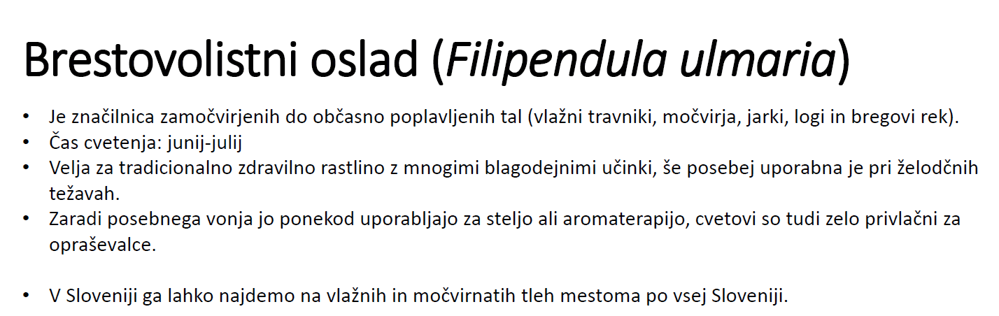 Brestovolistni oslad (Filipendula ulmaria)
• Je značilnica zamočvirjenih do občasno poplavljenih tal (vlažni travniki, močvirja, jarki, logi in bregovi rek).
• Čas cvetenja: junij-julij
• Velja za tradicionalno zdravilno rastlino z mnogimi blagodejnimi učinki, še posebej uporabna je pri želodčnih
težavah.
• Zaradi posebnega vonja jo ponekod uporabljajo za steljo ali aromaterapijo, cvetovi so tudi zelo privlačni za
opraševalce.
• V Sloveniji ga lahko najdemo na vlažnih in močvirnatih tleh mestoma po vsej Sloveniji.